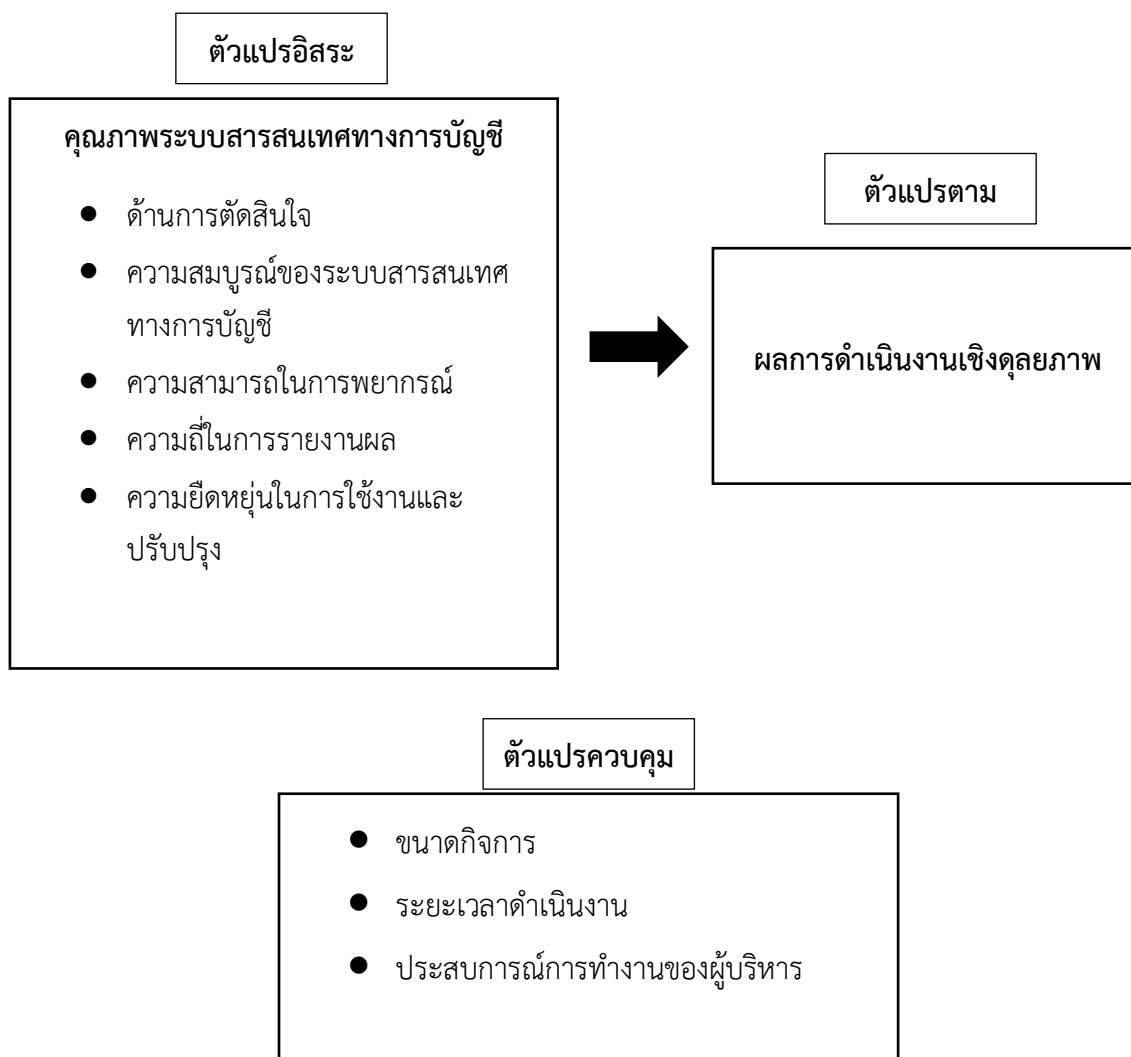 ตัวแปรอิสระ
คุณภาพระบบสารสนเทศทางการบัญชี
● ด้านการตัดสินใจ
● ความสมบูรณ์ของระบบสารสนเทศ
ทางการบัญชี
● ความสามารถในการพยากรณ์
● ความถี่ในการรายงานผล
● ความยืดหยุ่นในการใช้งานและ
ปรับปรุง
ตัวแปรตาม
ผลการดำเนินงานเชิงดุลยภาพ
ตัวแปรควบคุม
● ขนาดกิจการ
● ระยะเวลาดำเนินงาน
● ประสบการณ์การทำงานของผู้บริหาร